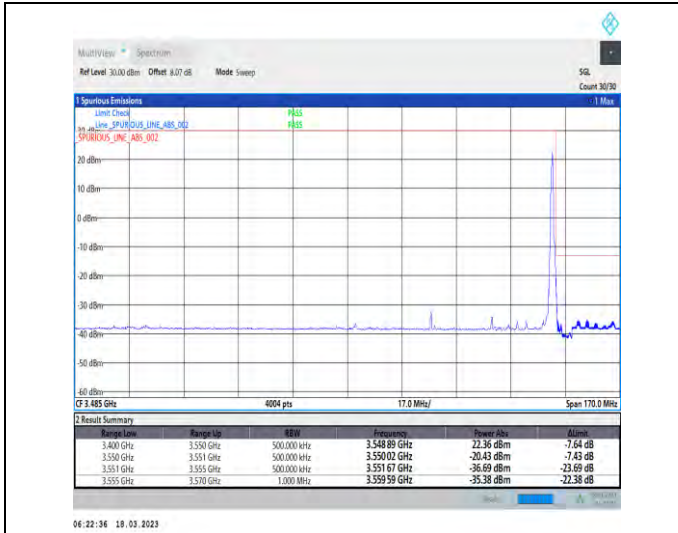 MultiView Spectrum
Ref Level 30.00 dBm Offset 8.07 dB Mode Sweep SGL
Count 30/30
1 Spurious Emissions 1 Max
Limit Check PASS
Line _SPURIOUS_LINE_ABS_002 PASS
_SPURIOUS_LINE_ABS_002
20 dBm
10 dBm
0 dBm
-10 dBm
-20 dBm
-30 dBm
-40 dBm
-50 dBm
-60 dBm
CF 3.485 GHz 4004 pts 17.0 MHz/ Span 170.0 MHz
2 Result Summary
Range Low Range Up RBW Frequency Power Abs ΔLimit
3.400 GHz 3.550 GHz 500.000 kHz 3.548 89 GHz 22.36 dBm -7.64 dB
3.550 GHz 3.551 GHz 500.000 kHz 3.550 02 GHz -20.43 dBm -7.43 dB
3.551 GHz 3.555 GHz 500.000 kHz 3.551 67 GHz -36.69 dBm -23.69 dB
3.555 GHz 3.570 GHz 1.000 MHz 3.559 59 GHz -35.38 dBm -22.38 dB
06:22:36 18.03.2023